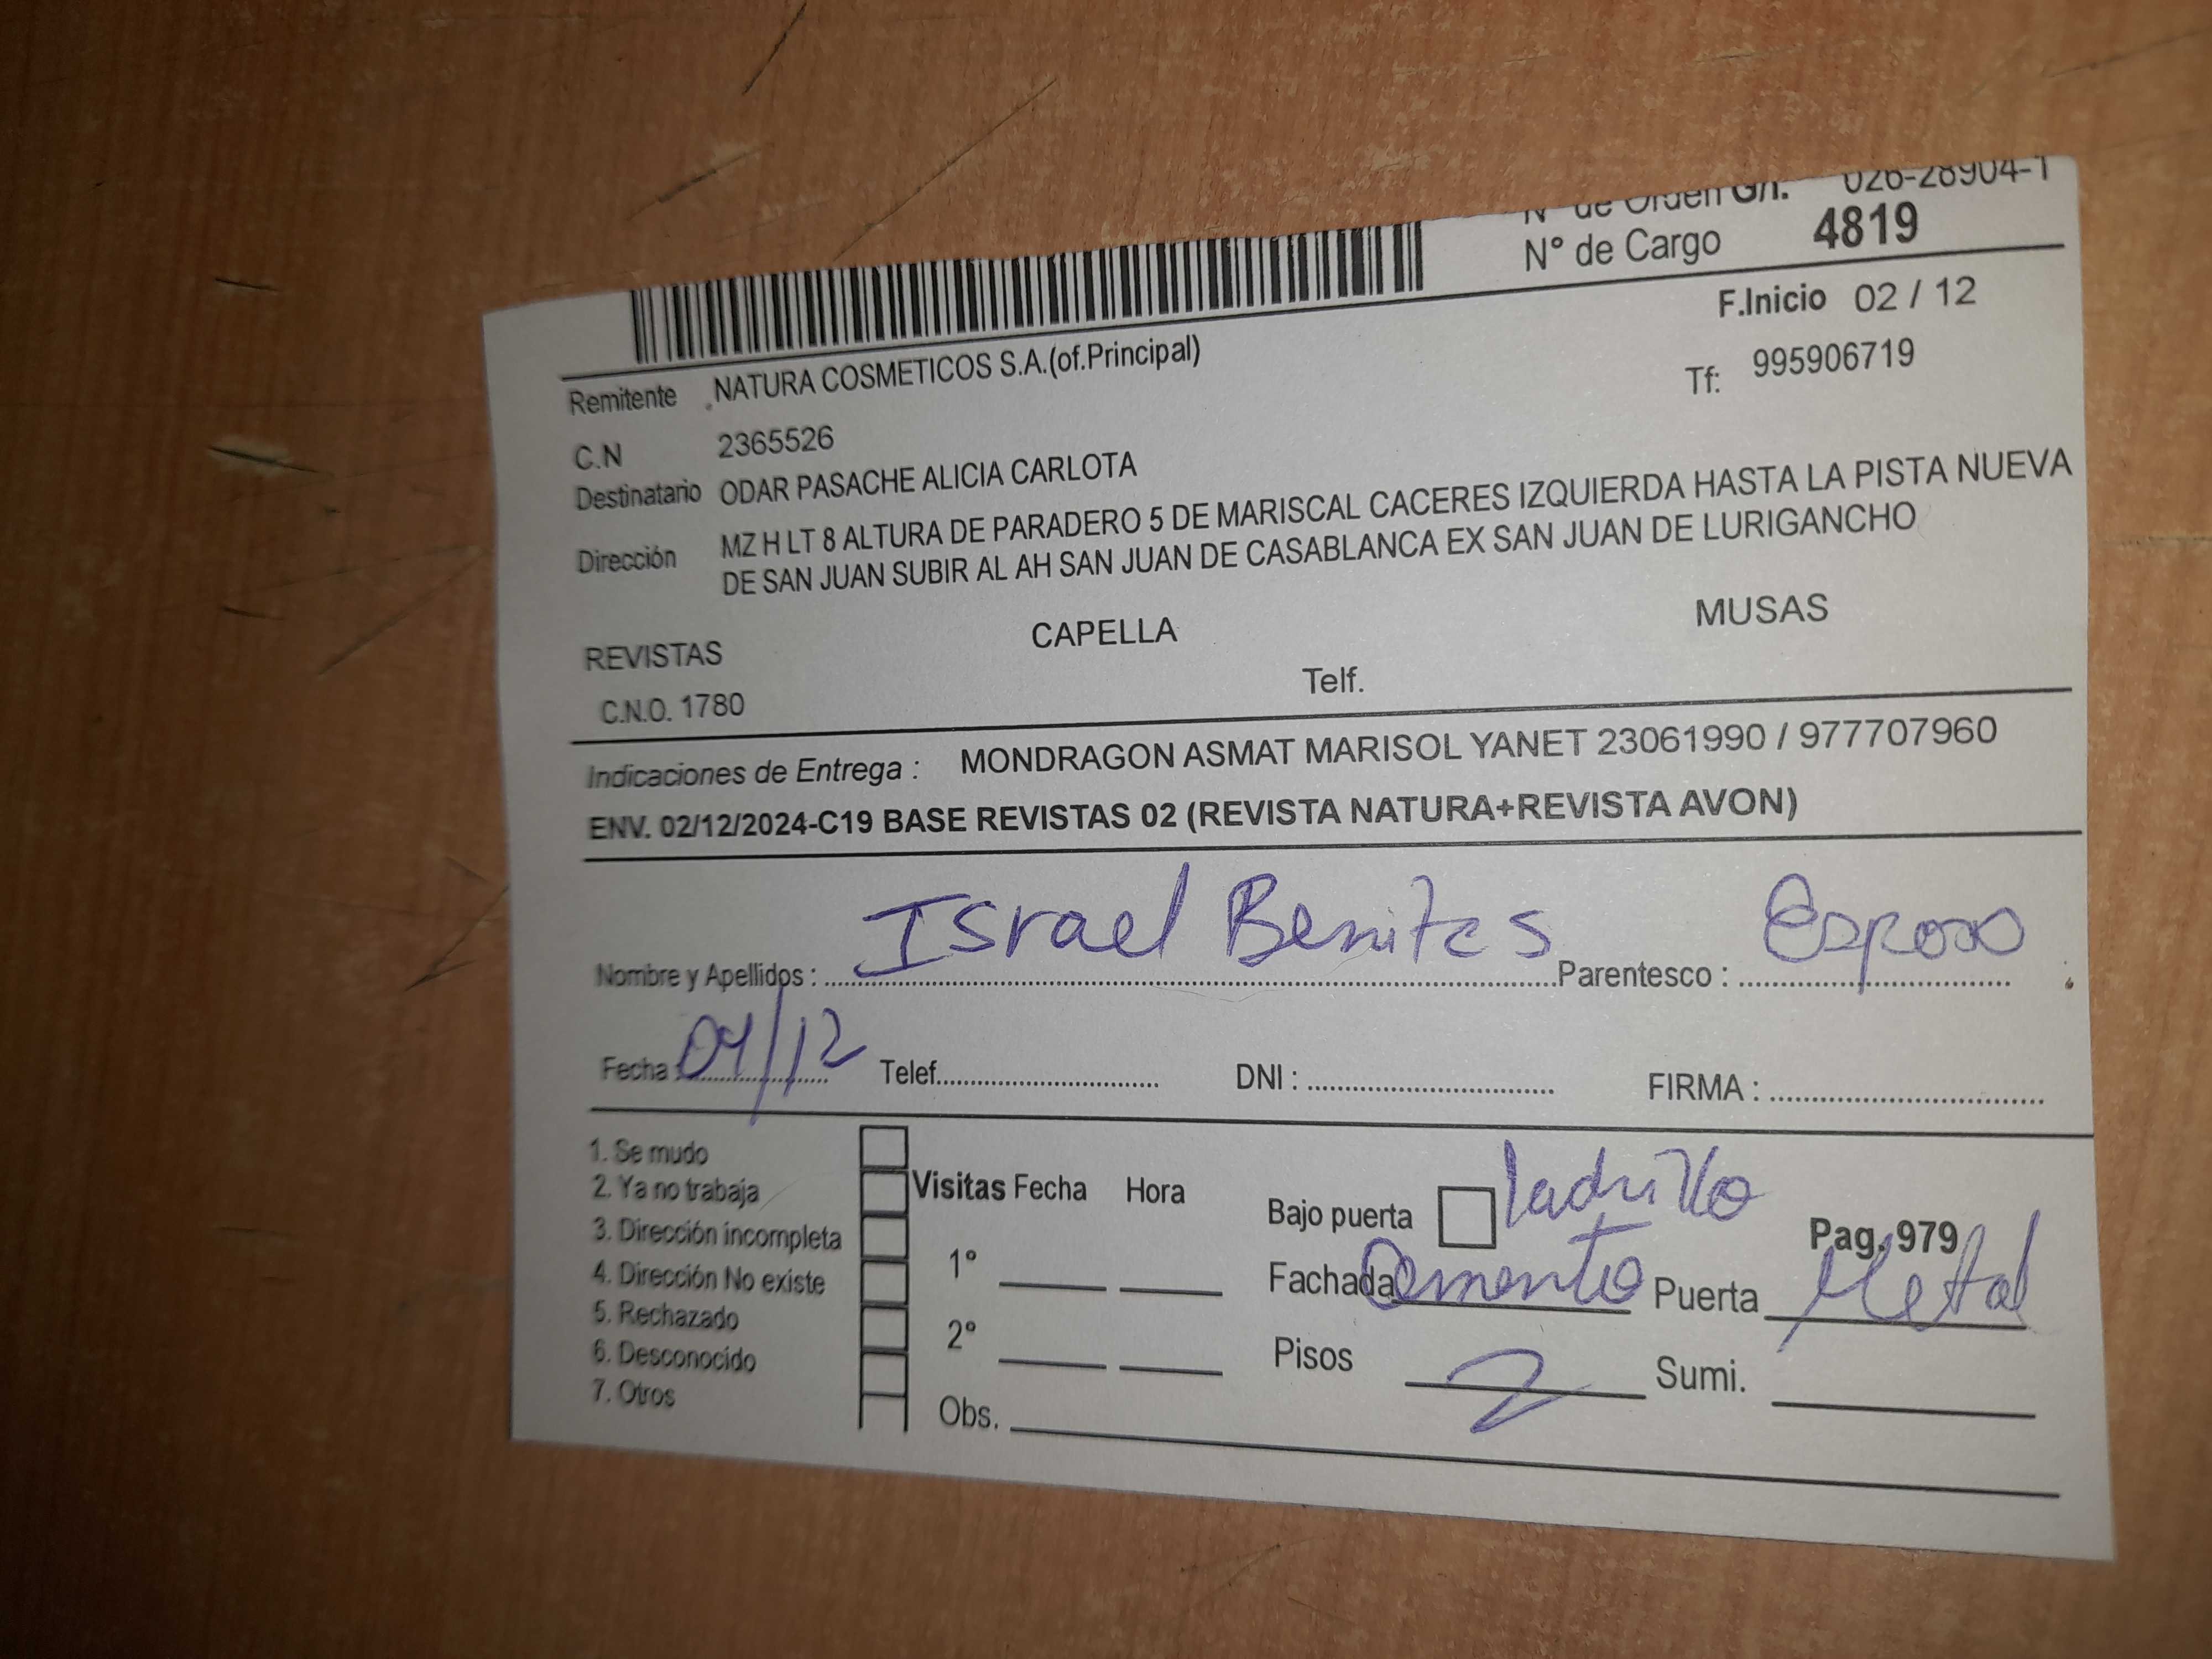 N° de Orden G/I. 026-28904-1
N° de Cargo 4819
F.Inicio 02 / 12
Remitente NATURA COSMETICOS S.A.(of.Principal)
Tf: 995906719
C.N 2365526
Destinatario ODAR PASACHE ALICIA CARLOTA
Dirección MZ H LT 8 ALTURA DE PARADERO 5 DE MARISCAL CACERES IZQUIERDA HASTA LA PISTA NUEVA
DE SAN JUAN SUBIR AL AH SAN JUAN DE CASABLANCA EX SAN JUAN DE LURIGANCHO
REVISTAS CAPELLA MUSAS
C.N.O. 1780 Telf.
Indicaciones de Entrega : MONDRAGON ASMAT MARISOL YANET 23061990 / 977707960
ENV. 02/12/2024-C19 BASE REVISTAS 02 (REVISTA NATURA+REVISTA AVON)
Nombre y Apellidos : Israel Benites Parentesco : Esposo
Fecha : 04/12 Telef. DNI : FIRMA :
1. Se mudo
2. Ya no trabaja
3. Dirección incompleta
4. Dirección No existe
5. Rechazado
6. Desconocido
7. Otros
Visitas Fecha Hora
1°
2°
Obs.
Bajo puerta ladrillo Pag. 979
Fachada Cemento Puerta Metal
Pisos 2 Sumi.